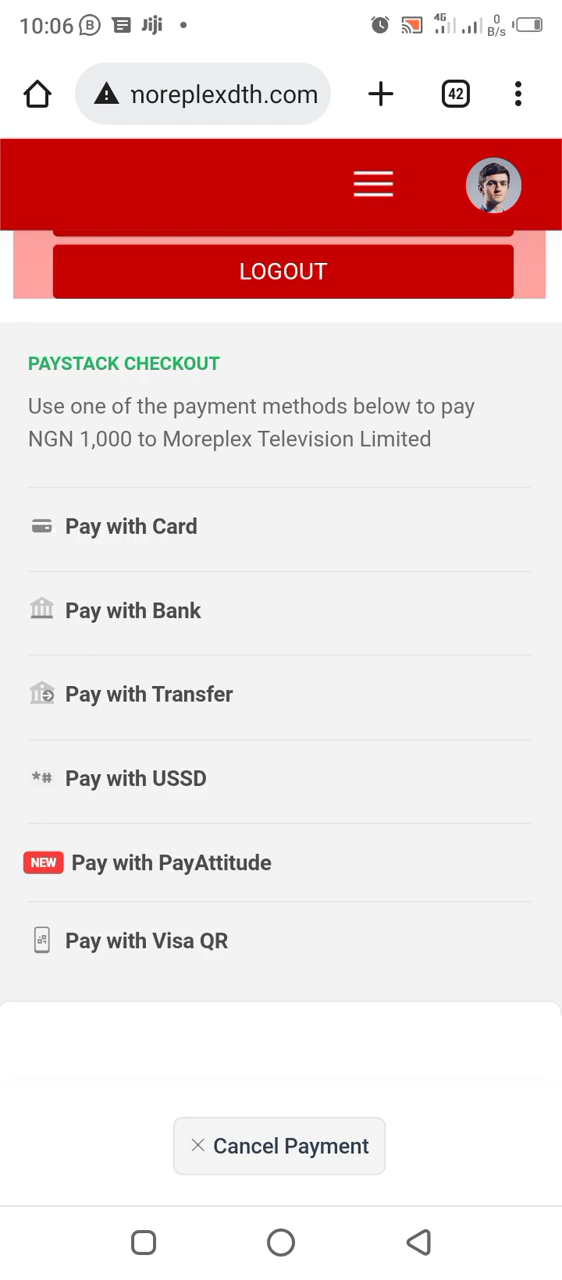 10:06
Jiji
4G
0
B/s
noreplexdth.com
42
LOGOUT
PAYSTACK CHECKOUT
Use one of the payment methods below to pay
NGN 1,000 to Moreplex Television Limited
Pay with Card
Pay with Bank
Pay with Transfer
*# Pay with USSD
NEW Pay with PayAttitude
Pay with Visa QR
× Cancel Payment